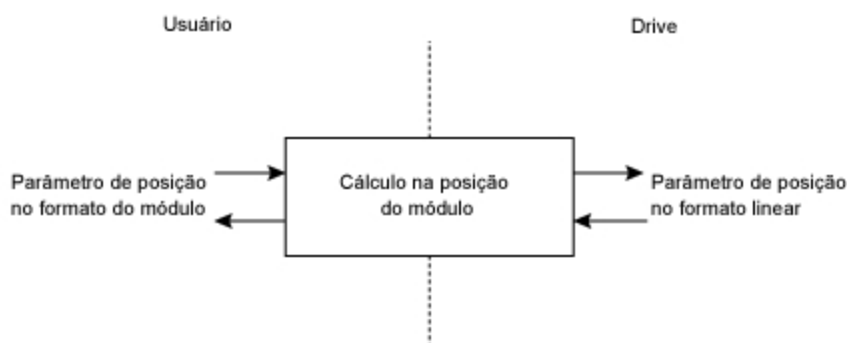 Usuário
Drive
Parâmetro de posição
no formato do módulo
Cálculo na posição
do módulo
Parâmetro de posição
no formato linear